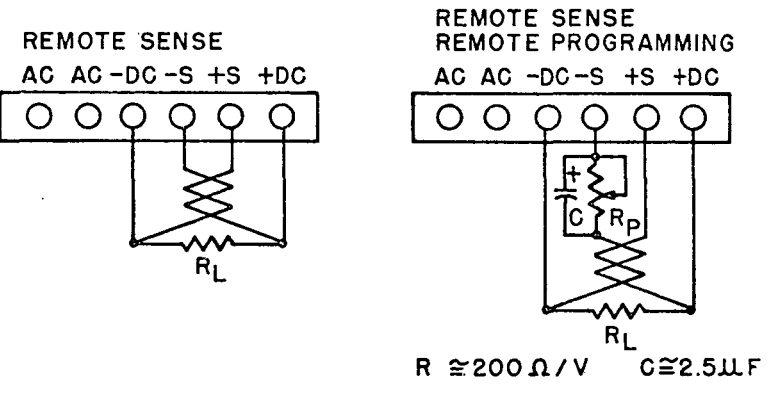 REMOTE SENSE
AC AC -DC -S +S +DC
RL
REMOTE SENSE
REMOTE PROGRAMMING
AC AC -DC -S +S +DC
+
C RP
RL
R ≅200Ω/V C≅2.5µµF